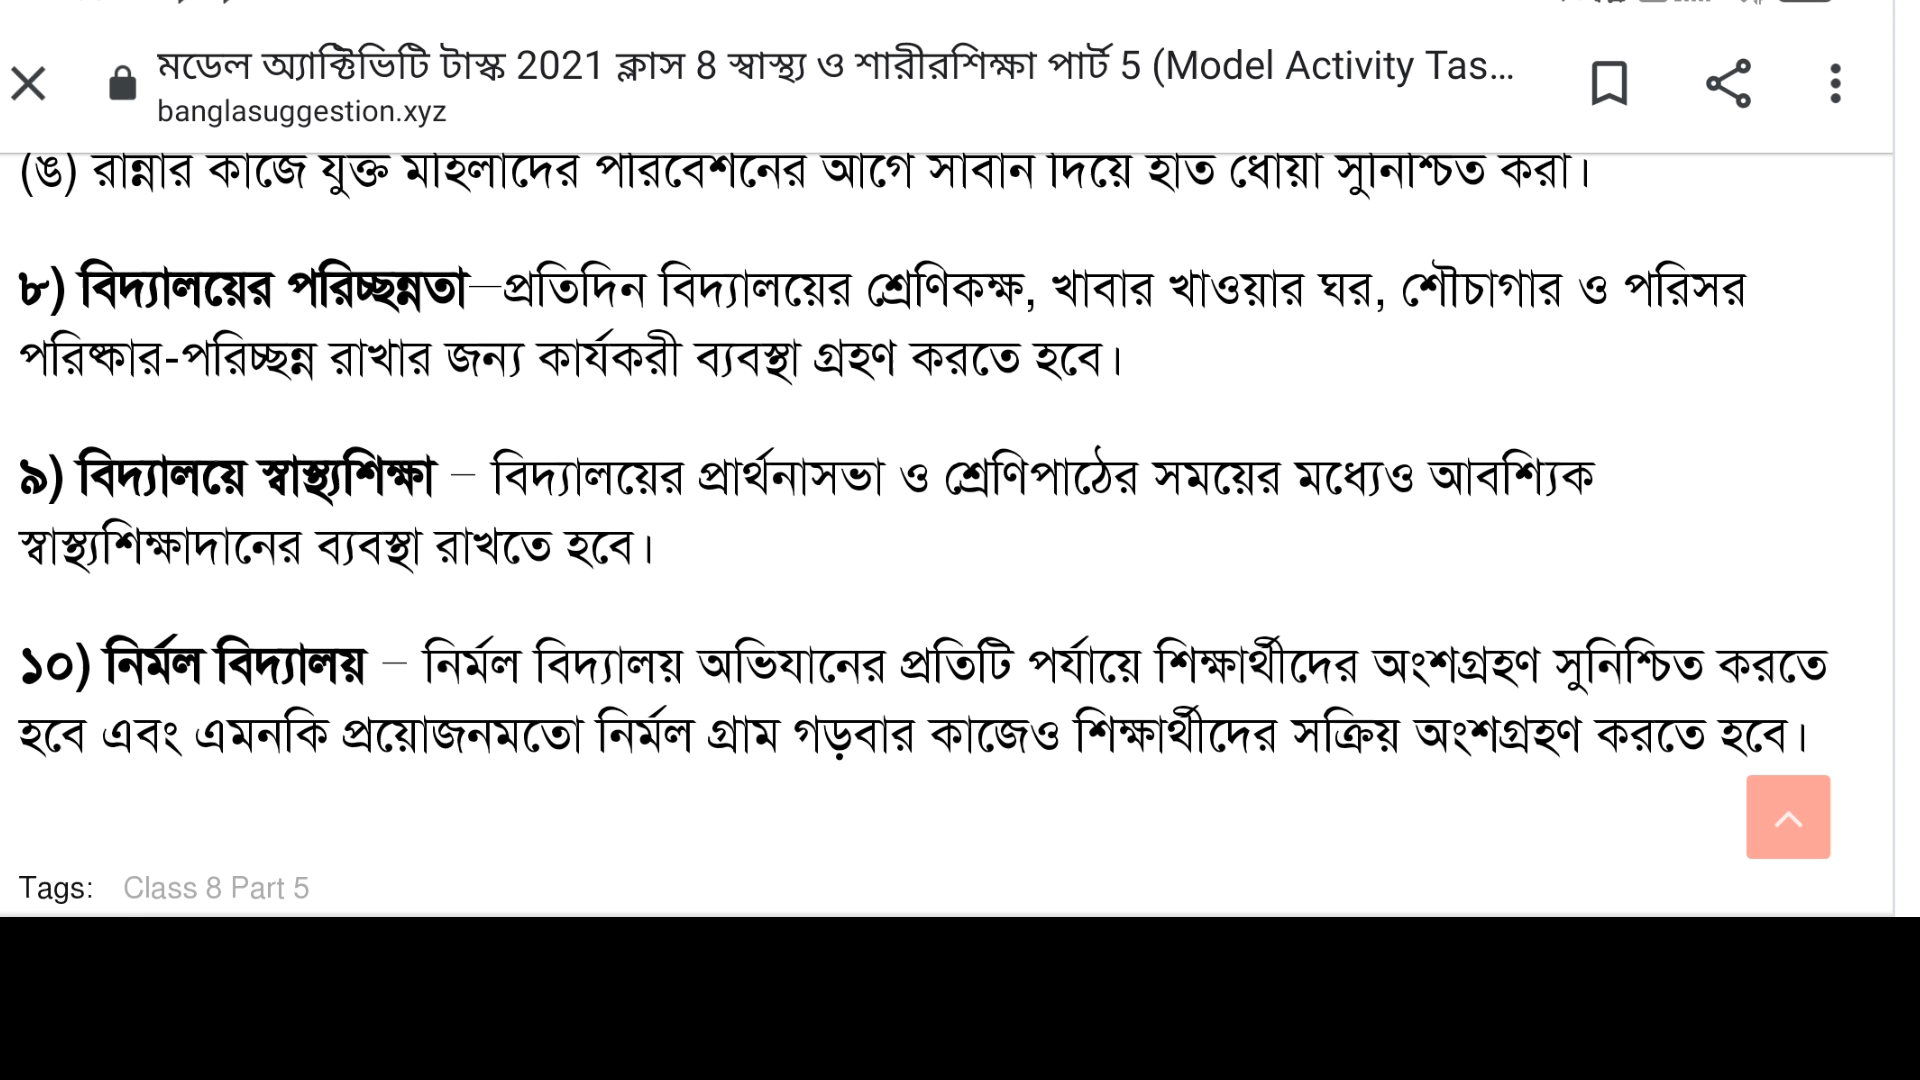 মডেল অ্যাক্টিভিটি টাস্ক 2021 ক্লাস 8 স্বাস্থ্য ও শারীরশিক্ষা পার্ট 5 (Model Activity Tas...
banglasuggestion.xyz
(ঙ) রান্নার কাজে যুক্ত মহিলাদের পরিবেশনের আগে সাবান দিয়ে হাত ধোয়া সুনিশ্চিত করা।
৮) বিদ্যালয়ের পরিচ্ছন্নতা—প্রতিদিন বিদ্যালয়ের শ্রেণিকক্ষ, খাবার খাওয়ার ঘর, শৌচাগার ও পরিসর
পরিষ্কার-পরিচ্ছন্ন রাখার জন্য কার্যকরী ব্যবস্থা গ্রহণ করতে হবে।
৯) বিদ্যালয়ে স্বাস্থ্যশিক্ষা – বিদ্যালয়ের প্রার্থনাসভা ও শ্রেণিপাঠের সময়ের মধ্যেও আবশ্যিক
স্বাস্থ্যশিক্ষাদানের ব্যবস্থা রাখতে হবে।
১০) নির্মল বিদ্যালয় – নির্মল বিদ্যালয় অভিযানের প্রতিটি পর্যায়ে শিক্ষার্থীদের অংশগ্রহণ সুনিশ্চিত করতে
হবে এবং এমনকি প্রয়োজনমতো নির্মল গ্রাম গড়বার কাজেও শিক্ষার্থীদের সক্রিয় অংশগ্রহণ করতে হবে।
Tags: Class 8 Part 5